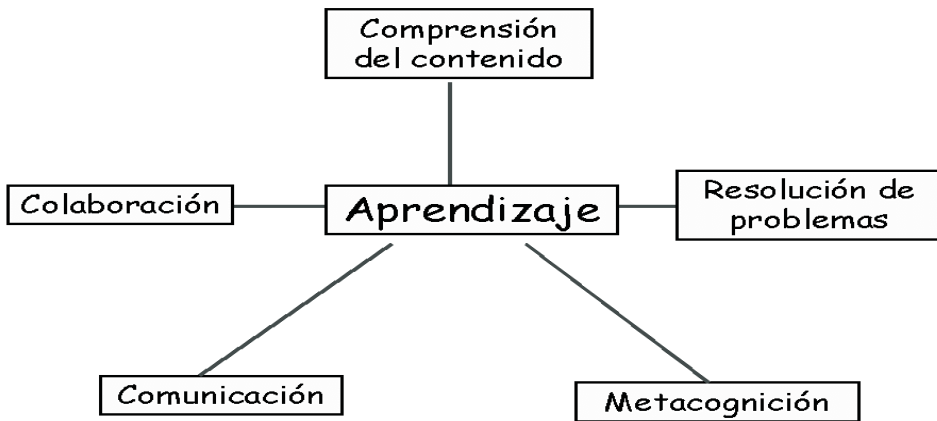 Comprensión
del contenido
Colaboración
Aprendizaje
Resolución de
problemas
Comunicación
Metacognición